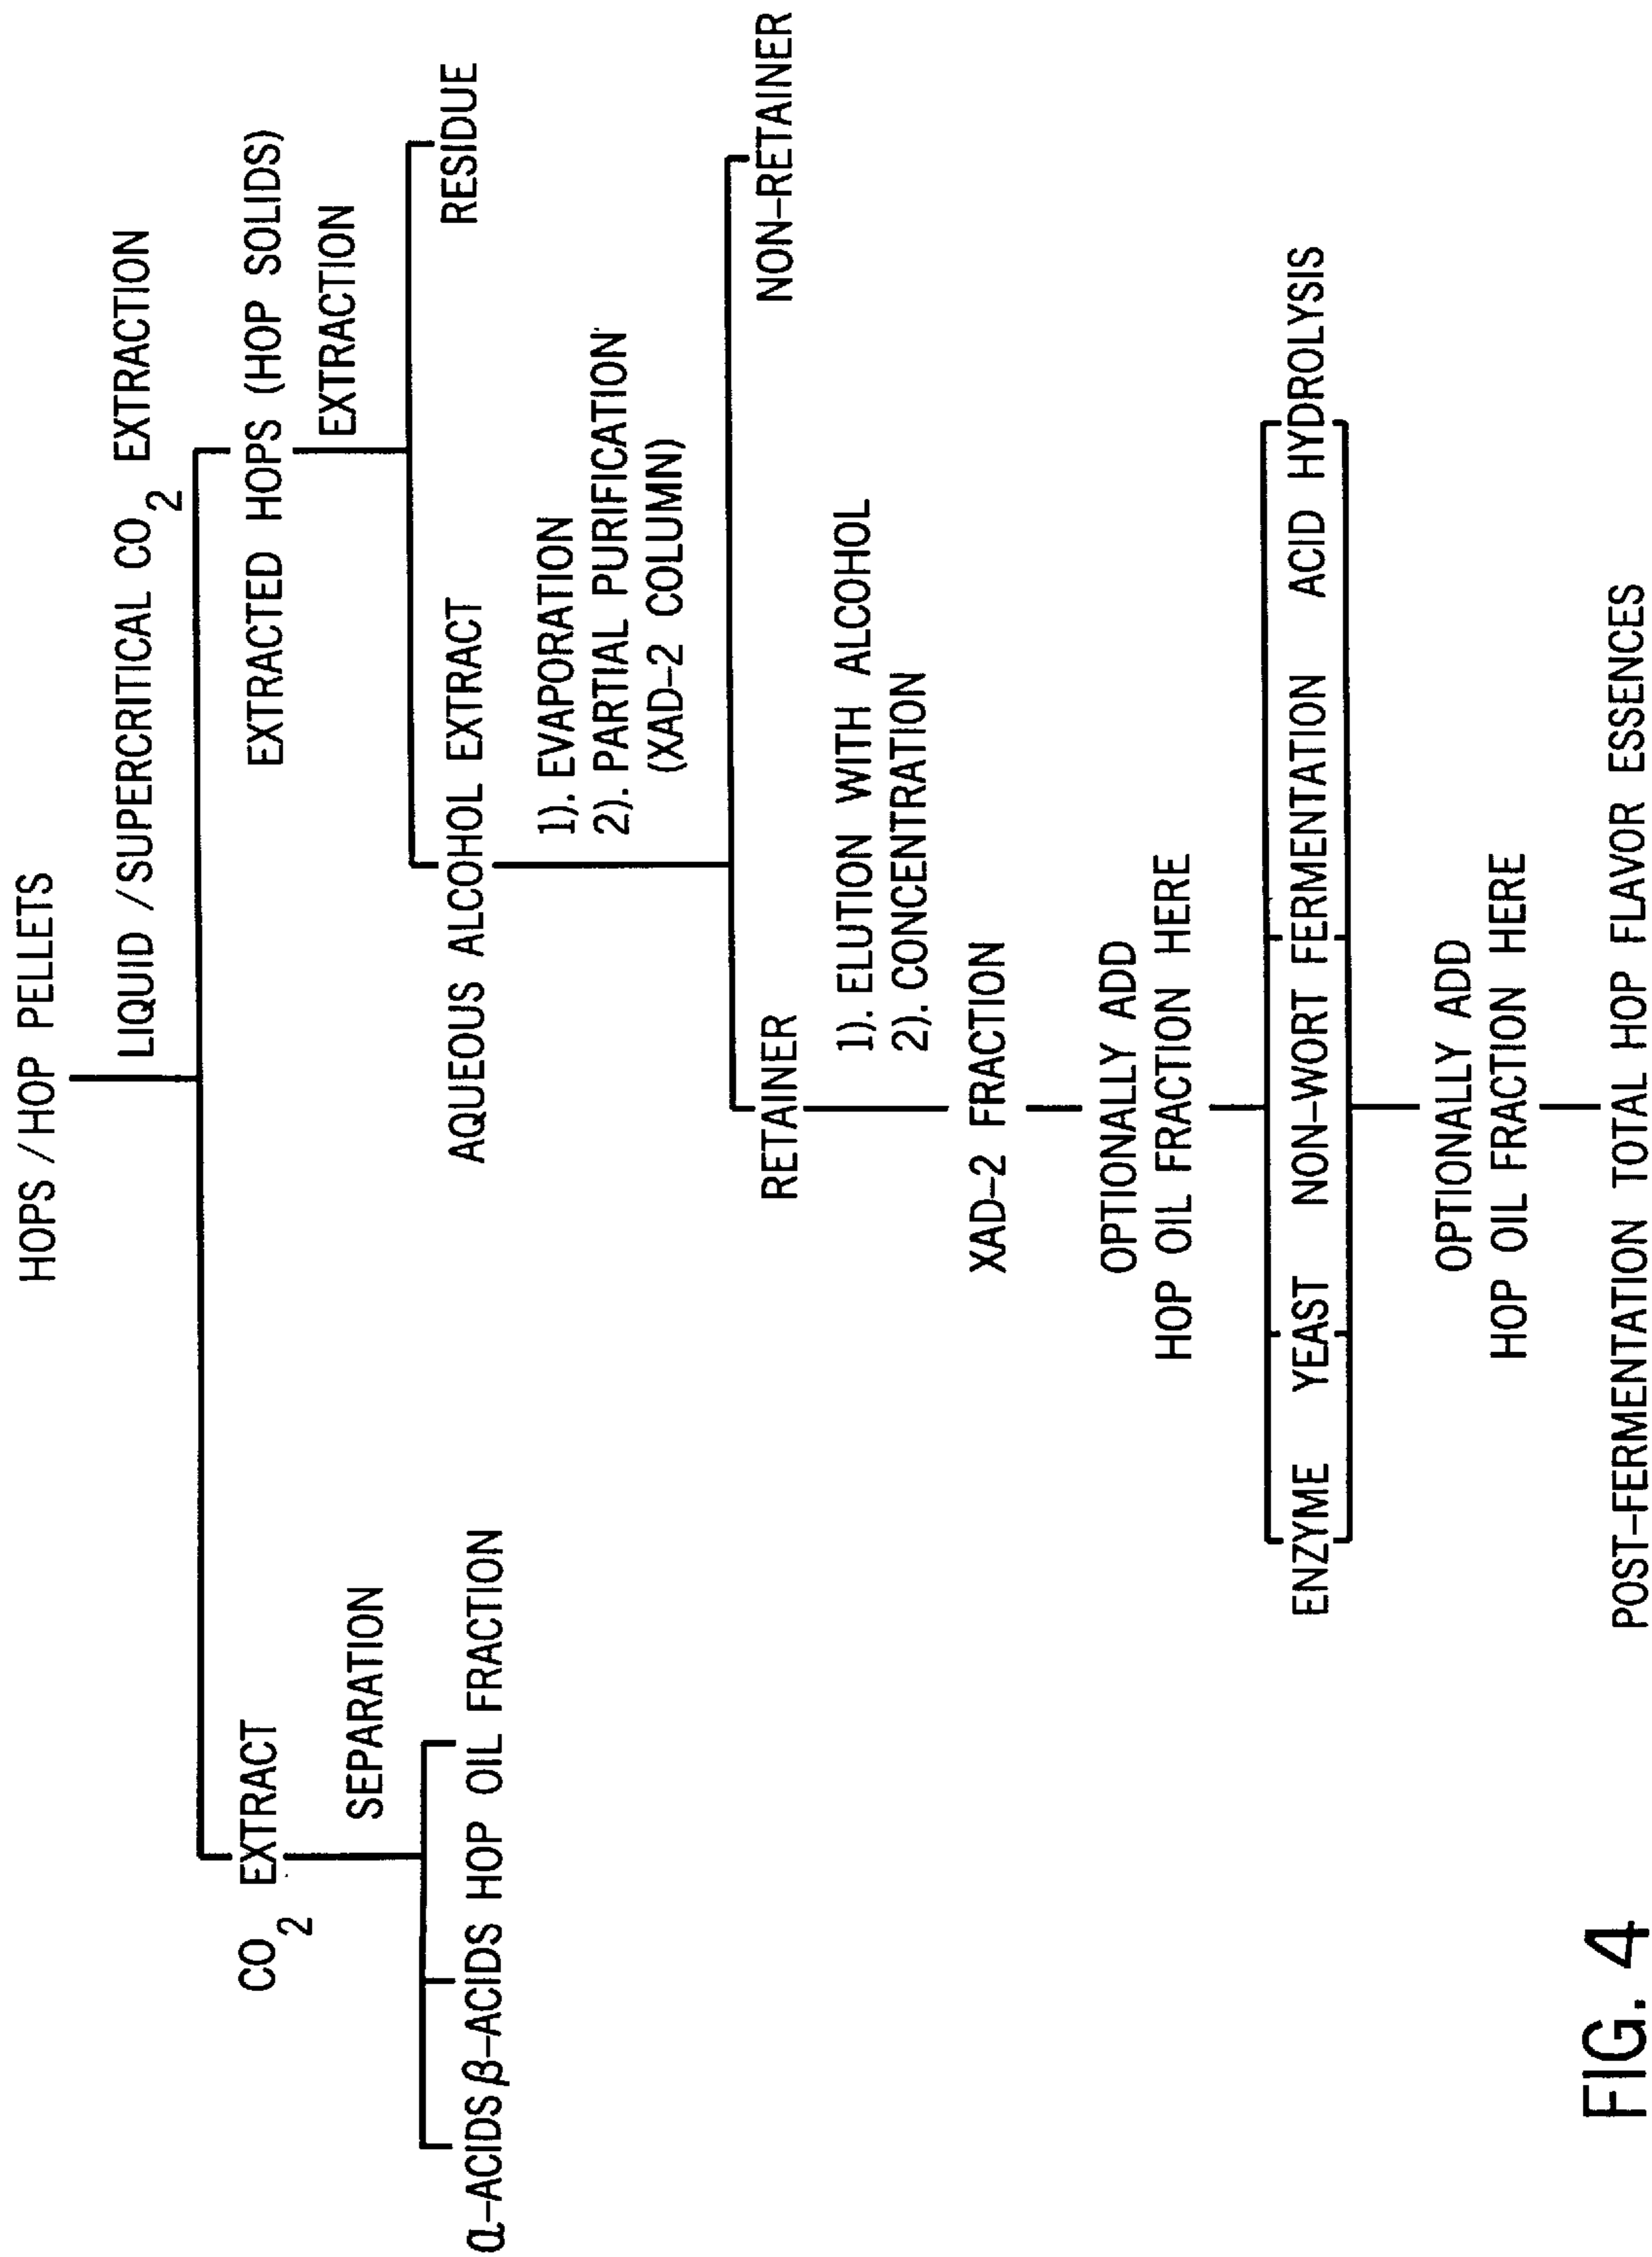 HOPS/HOP PELLETS
LIQUID/SUPERCRITICAL CO2 EXTRACTION
CO2 EXTRACT
EXTRACTED HOPS (HOP SOLIDS)
SEPARATION
EXTRACTION
α-ACIDS β-ACIDS HOP OIL FRACTION
AQUEOUS ALCOHOL EXTRACT
RESIDUE
1). EVAPORATION
2). PARTIAL PURIFICATION
(XAD-2 COLUMN)
RETAINER
NON-RETAINER
1). ELUTION WITH ALCOHOL
2). CONCENTRATION
XAD-2 FRACTION
OPTIONALLY ADD
HOP OIL FRACTION HERE
ENZYME YEAST NON-WORT FERMENTATION ACID HYDROLYSIS
OPTIONALLY ADD
HOP OIL FRACTION HERE
POST-FERMENTATION TOTAL HOP FLAVOR ESSENCES
FIG. 4